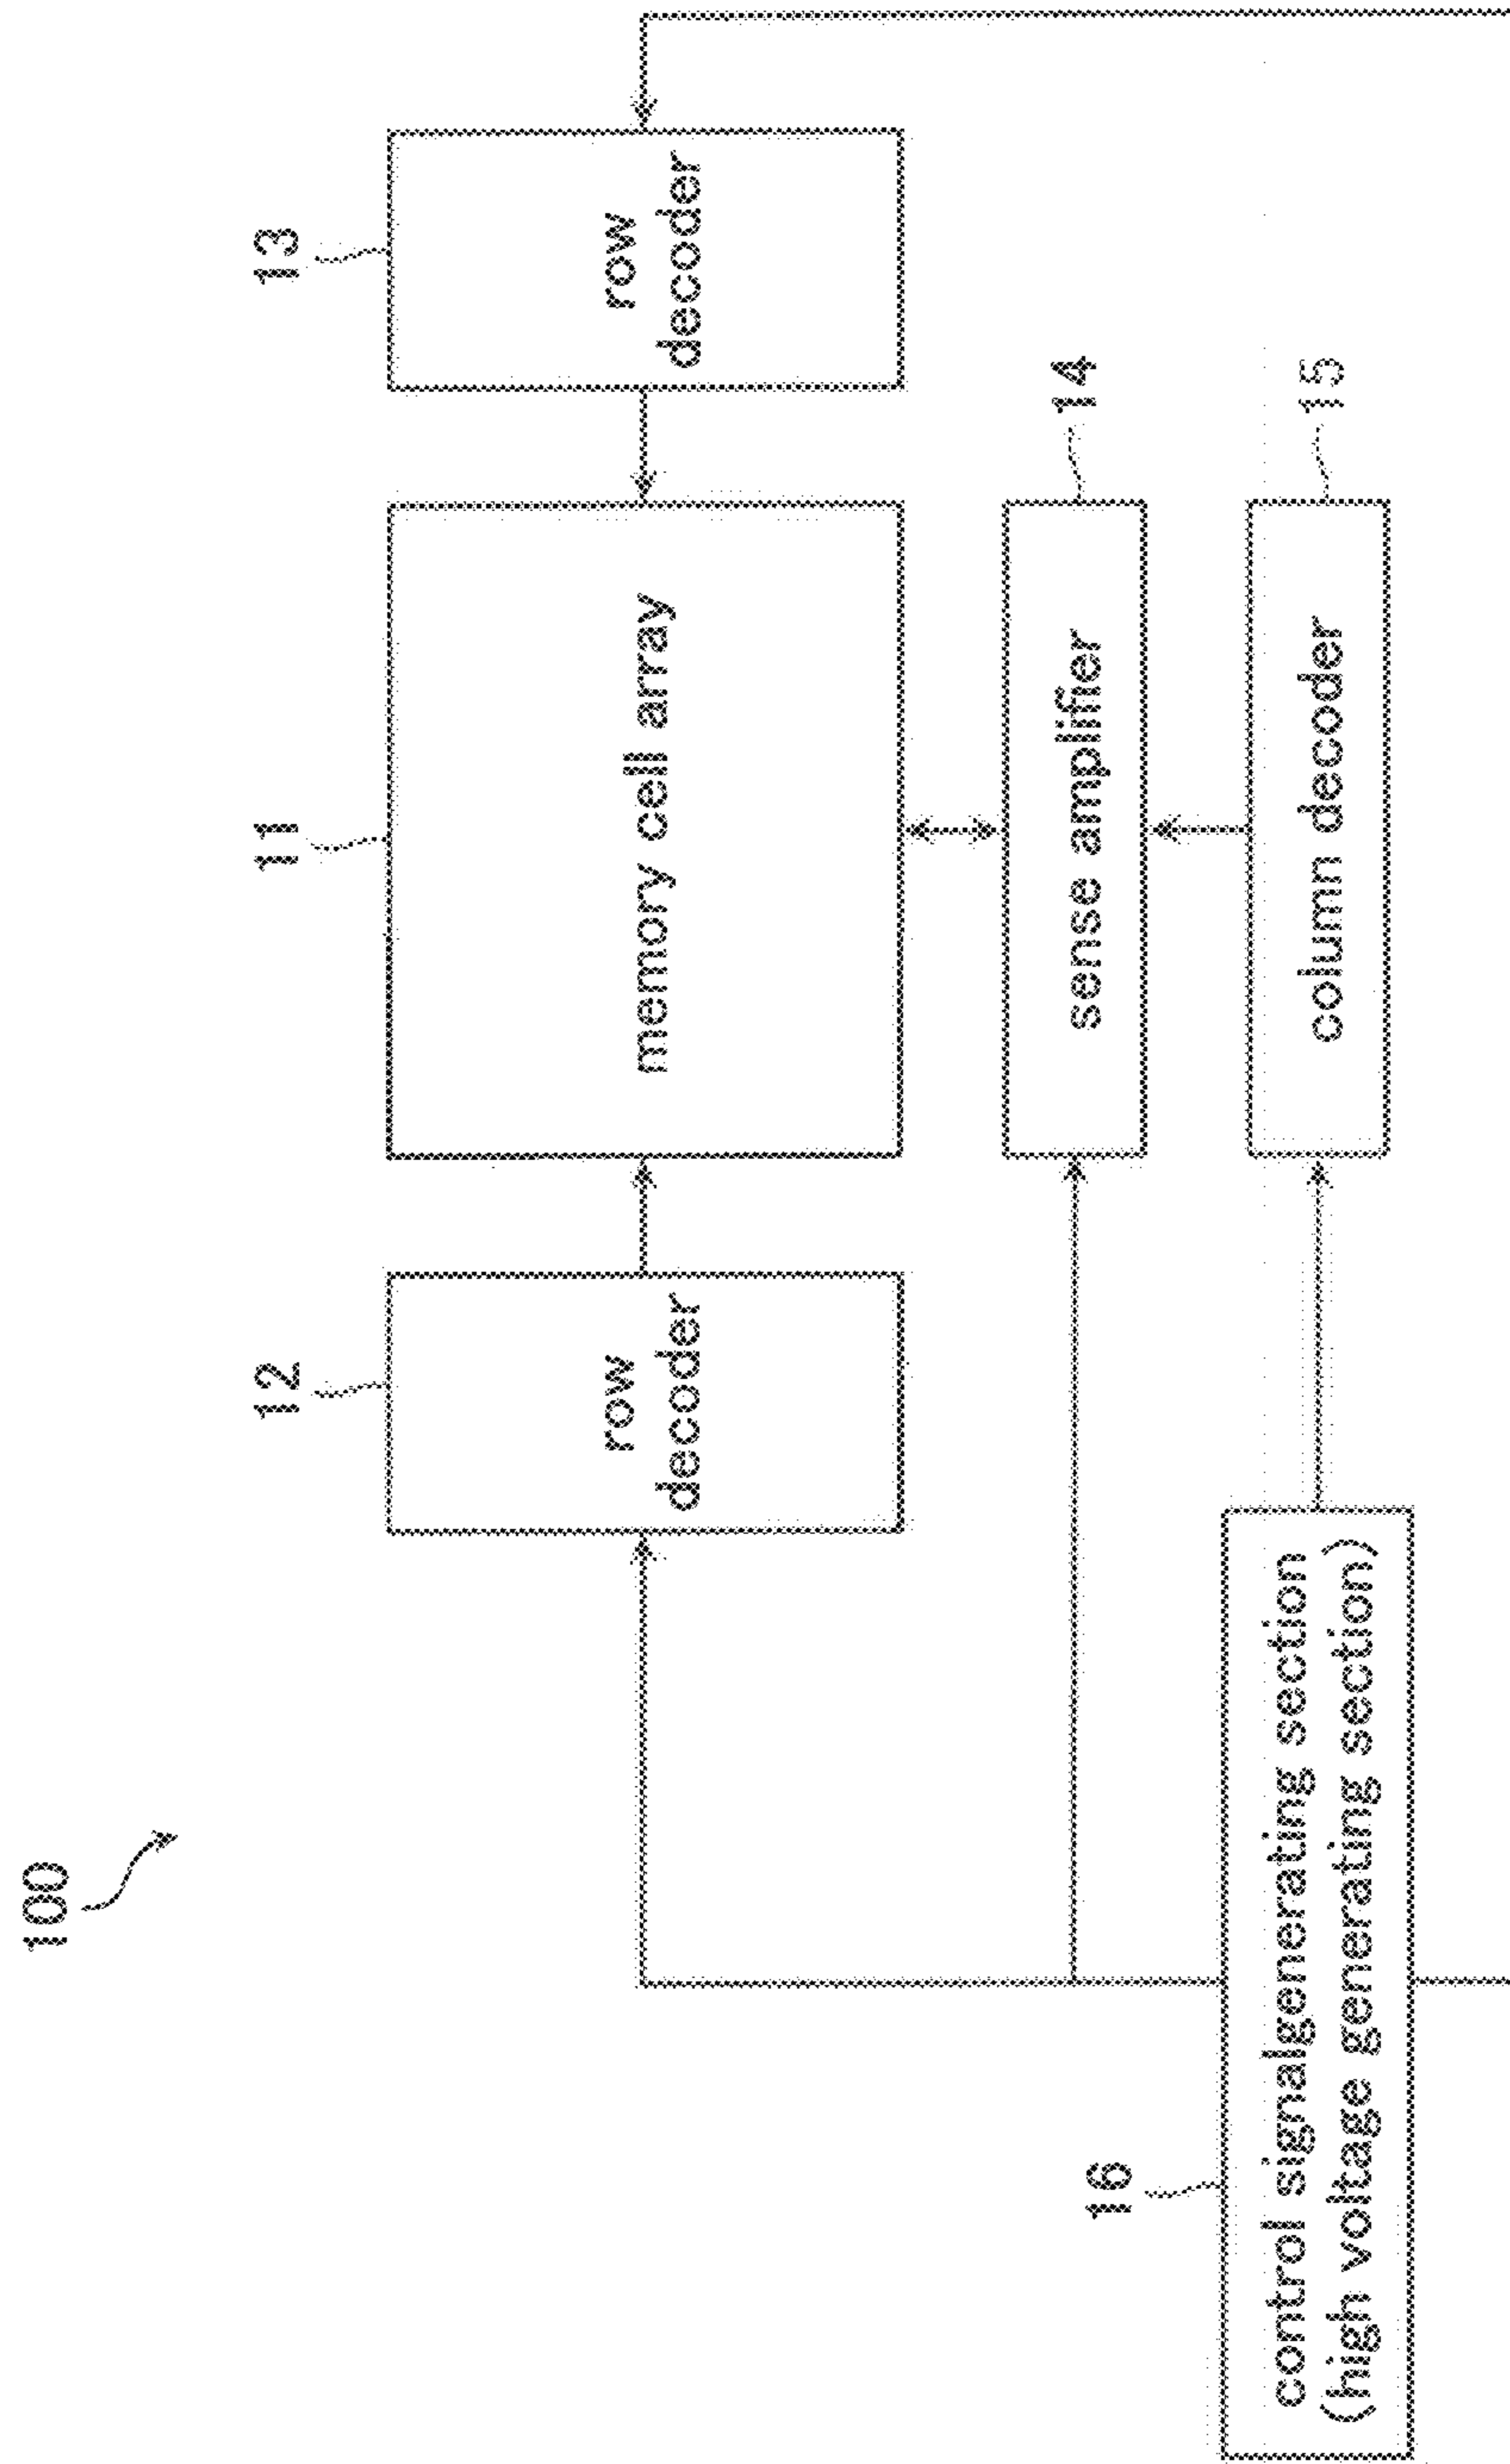 100
11
12
13
row
decoder
memory cell array
row
decoder
14
sense amplifier
15
column decoder
16
control signalgenerating section
(high voltage generating section)